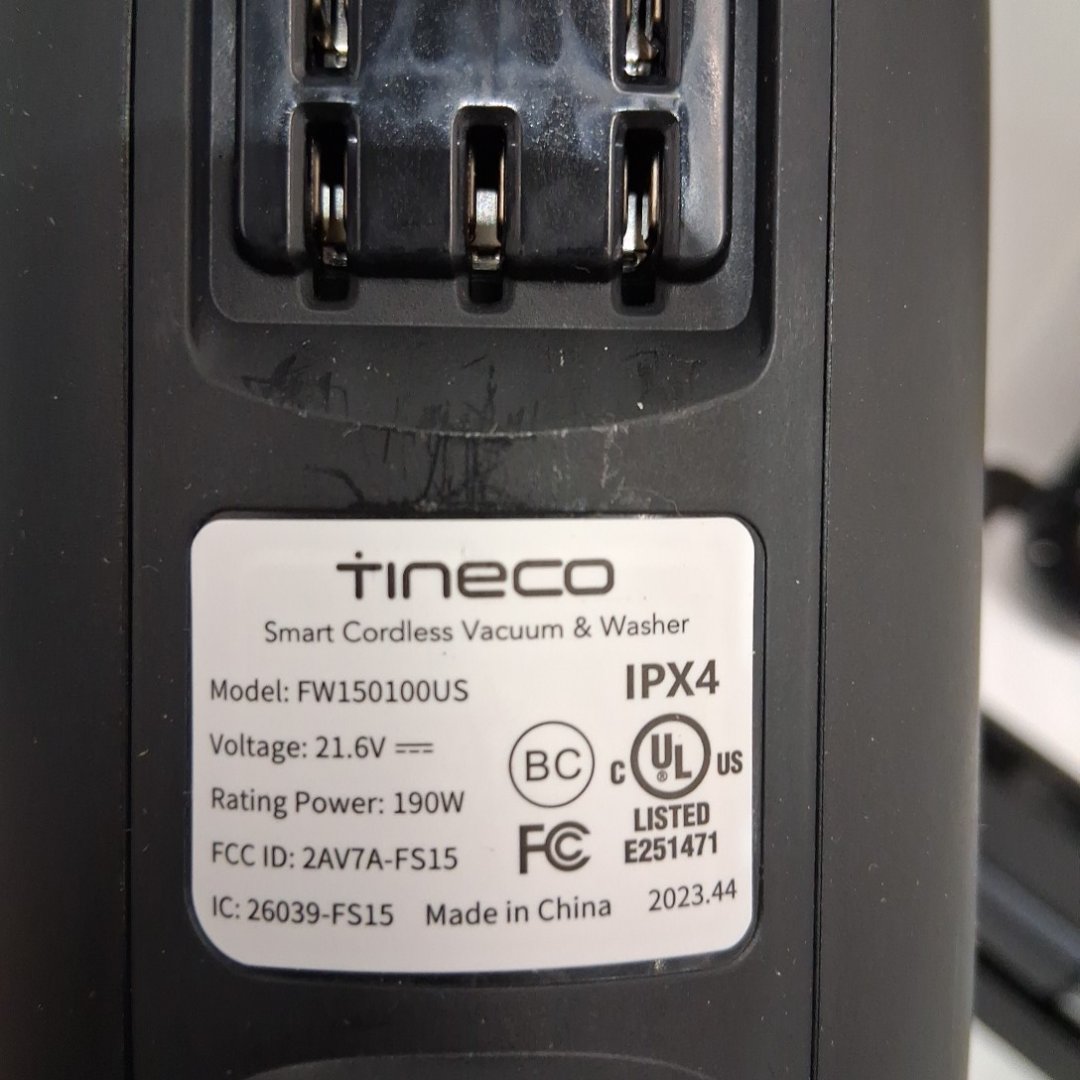 TINECO
Smart Cordless Vacuum & Washer
Model: FW150100US
IPX4
Voltage: 21.6V
Rating Power: 190W
FCC ID: 2AV7A-FS15
IC: 26039-FS15
BC
FC
C UL US
®
LISTED
E251471
Made in China
2023.44